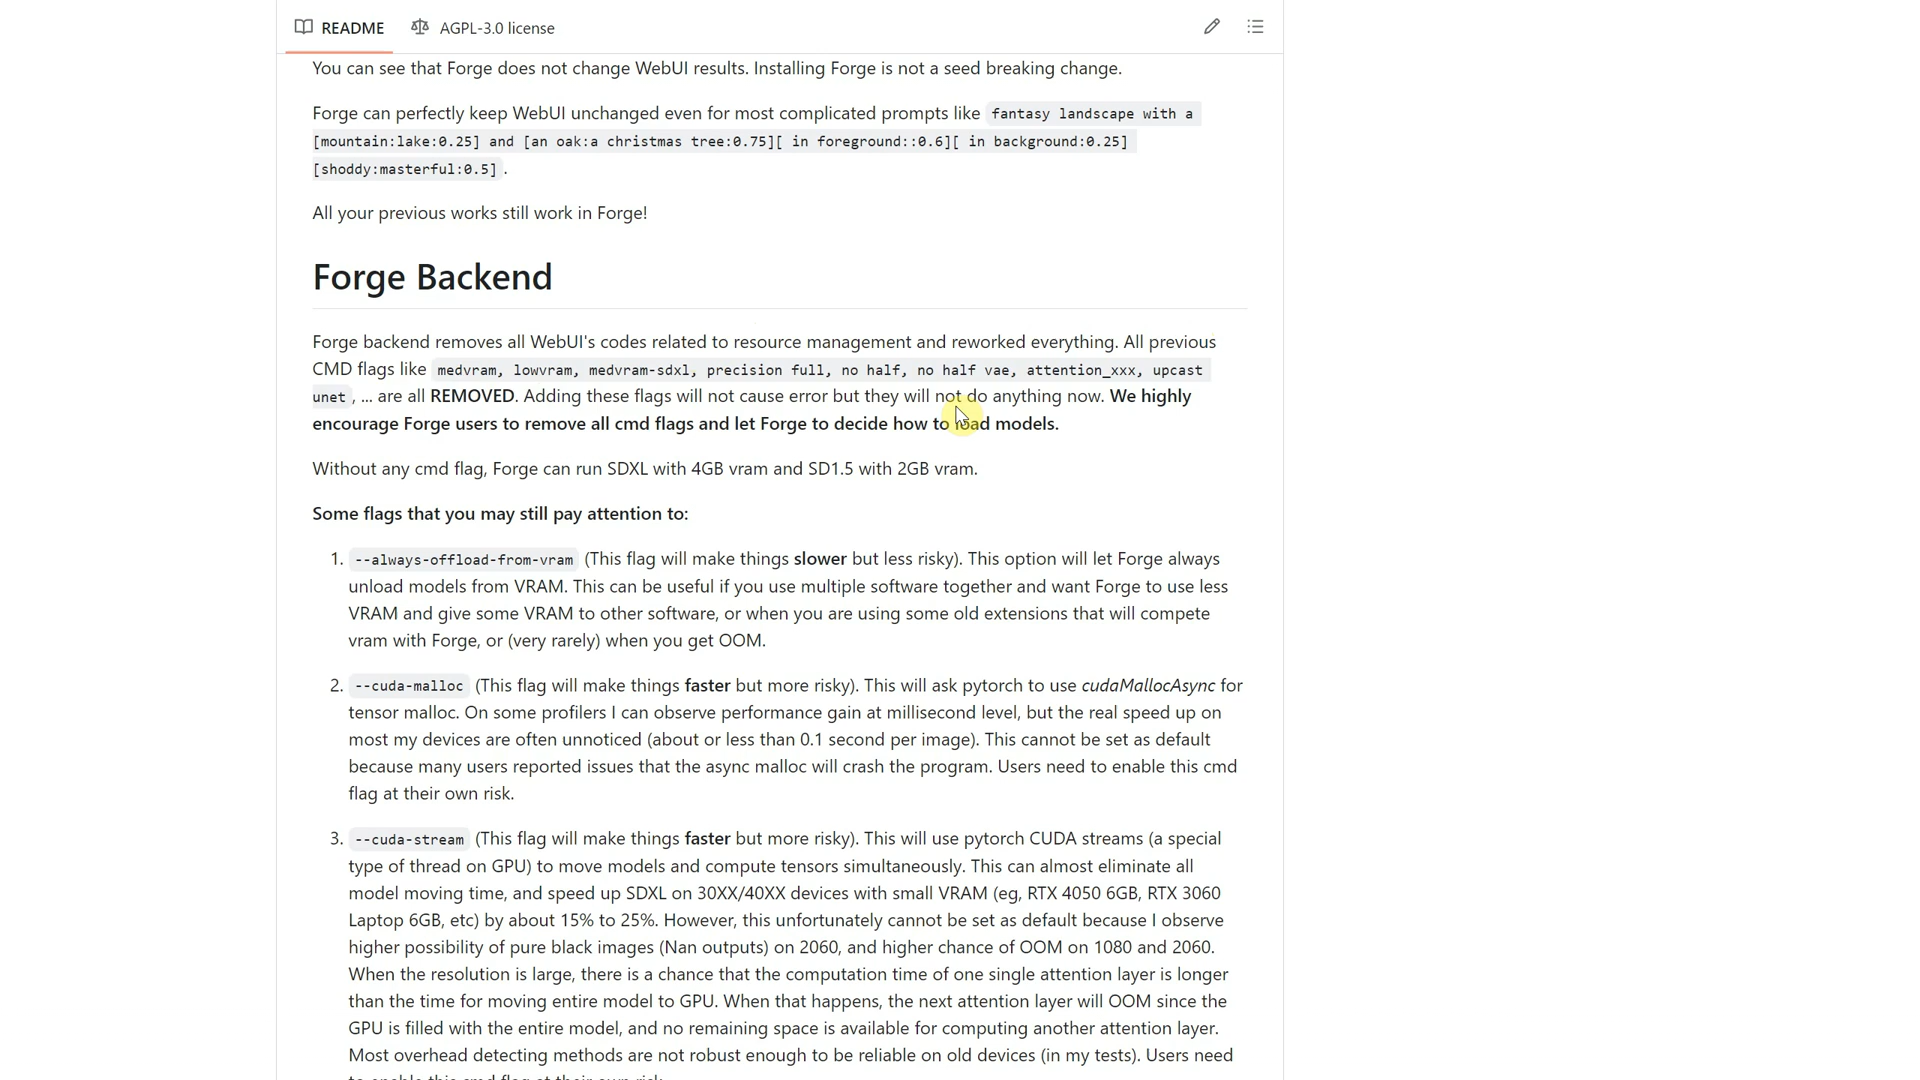 README AGPL-3.0 license
You can see that Forge does not change WebUI results. Installing Forge is not a seed breaking change.
Forge can perfectly keep WebUI unchanged even for most complicated prompts like fantasy landscape with a
[mountain:lake:0.25] and [an oak:a christmas tree:0.75][ in foreground::0.6][ in background:0.25]
[shoddy:masterful:0.5] .
All your previous works still work in Forge!
Forge Backend
Forge backend removes all WebUI's codes related to resource management and reworked everything. All previous
CMD flags like medvram, lowvram, medvram-sdxl, precision full, no half, no half vae, attention_xxx, upcast
unet , ... are all REMOVED. Adding these flags will not cause error but they will not do anything now. We highly
encourage Forge users to remove all cmd flags and let Forge to decide how to load models.
Without any cmd flag, Forge can run SDXL with 4GB vram and SD1.5 with 2GB vram.
Some flags that you may still pay attention to:
1. --always-offload-from-vram (This flag will make things slower but less risky). This option will let Forge always
unload models from VRAM. This can be useful if you use multiple software together and want Forge to use less
VRAM and give some VRAM to other software, or when you are using some old extensions that will compete
vram with Forge, or (very rarely) when you get OOM.
2. --cuda-malloc (This flag will make things faster but more risky). This will ask pytorch to use cudaMallocAsync for
tensor malloc. On some profilers I can observe performance gain at millisecond level, but the real speed up on
most my devices are often unnoticed (about or less than 0.1 second per image). This cannot be set as default
because many users reported issues that the async malloc will crash the program. Users need to enable this cmd
flag at their own risk.
3. --cuda-stream (This flag will make things faster but more risky). This will use pytorch CUDA streams (a special
type of thread on GPU) to move models and compute tensors simultaneously. This can almost eliminate all
model moving time, and speed up SDXL on 30XX/40XX devices with small VRAM (eg, RTX 4050 6GB, RTX 3060
Laptop 6GB, etc) by about 15% to 25%. However, this unfortunately cannot be set as default because I observe
higher possibility of pure black images (Nan outputs) on 2060, and higher chance of OOM on 1080 and 2060.
When the resolution is large, there is a chance that the computation time of one single attention layer is longer
than the time for moving entire model to GPU. When that happens, the next attention layer will OOM since the
GPU is filled with the entire model, and no remaining space is available for computing another attention layer.
Most overhead detecting methods are not robust enough to be reliable on old devices (in my tests). Users need
to enable this cmd flag at their own risk.